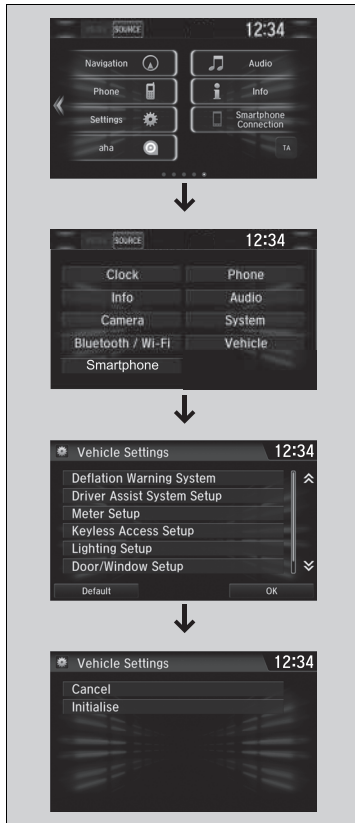 SOURCE
12:34
Navigation
Audio
Phone
Info
Settings
Smartphone
Connection
aha
TA
SOURCE
12:34
Clock
Phone
Info
Audio
Camera
System
Bluetooth / Wi-Fi
Vehicle
Smartphone
Vehicle Settings
12:34
Deflation Warning System
Driver Assist System Setup
Meter Setup
Keyless Access Setup
Lighting Setup
Door/Window Setup
Default
OK
Vehicle Settings
12:34
Cancel
Initialise